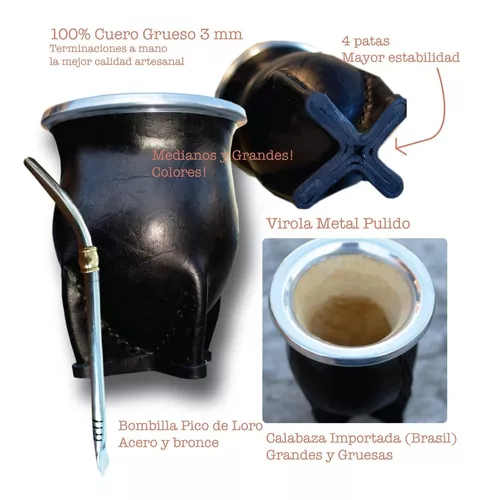 100% Cuero Grueso 3 mm
Terminaciones a mano
la mejor calidad artesanal
4 patas
Mayor estabilidad
Medianos y Grandes!
Colores!
Virola Metal Pulido
Bombilla Pico de Loro
Acero y bronce
Calabaza Importada (Brasil)
Grandes y Gruesas